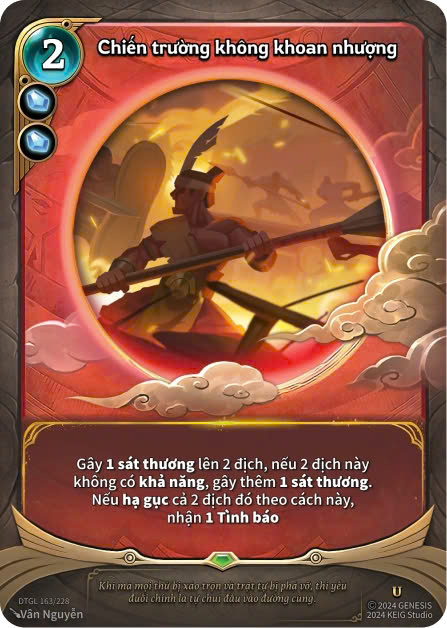 2
Chiến trường không khoan nhượng
Gây 1 sát thương lên 2 địch, nếu 2 địch này
không có khả năng, gây thêm 1 sát thương.
Nếu hạ gục cả 2 địch đó theo cách này,
nhận 1 Tình báo
Khi ma mọi thứ bị xáo trộn và trật tự bị phá vỡ, thì yếu
đuối chính là tự chui đầu vào đường cùng.
DTGL 163/228
Vân Nguyễn
U
© 2024 GENESIS
2024 KEIG Studio